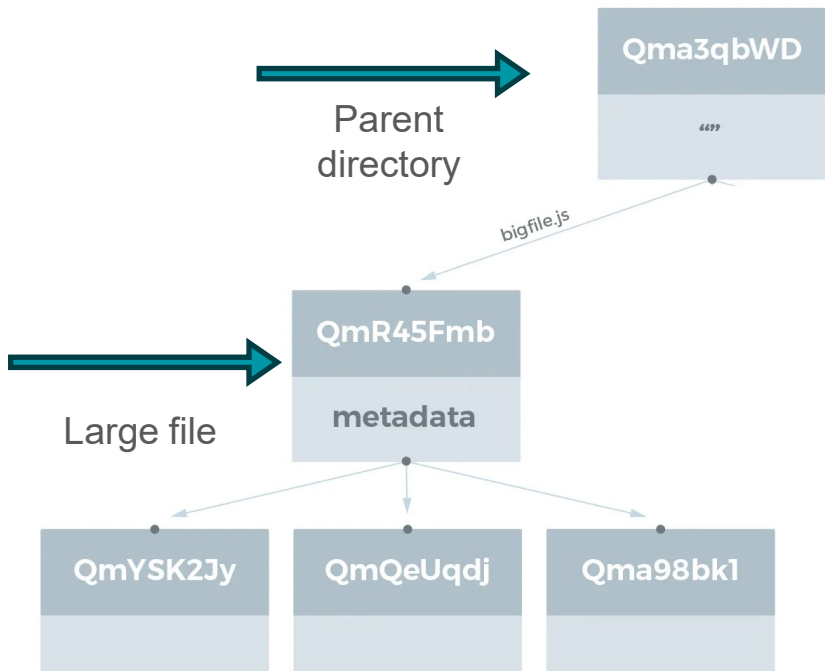 Qma3qbWD
Parent
directory
“”
bigfile.js
QmR45Fmb
Large file
metadata
QmYSK2Jy
QmQeUqdj
Qma98bk1